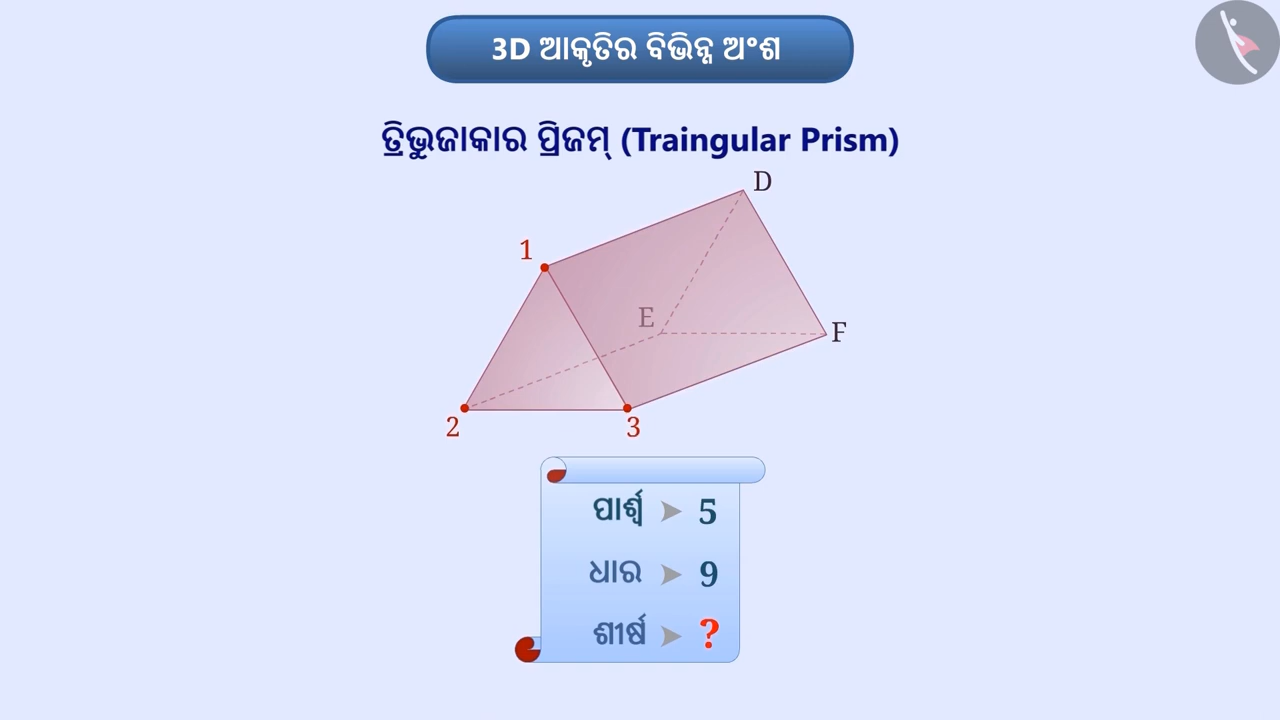 3D ଆକୃତିର ବିଭିନ୍ନ ଅଂଶ
ତ୍ରିଭୁଜାକାର ପ୍ରିଜମ୍ (Traingular Prism)
D
1
E
F
2
3
ପାର୍ଶ୍ୱ ➤ 5
ଧାର ➤ 9
ଶୀର୍ଷ ➤ ?